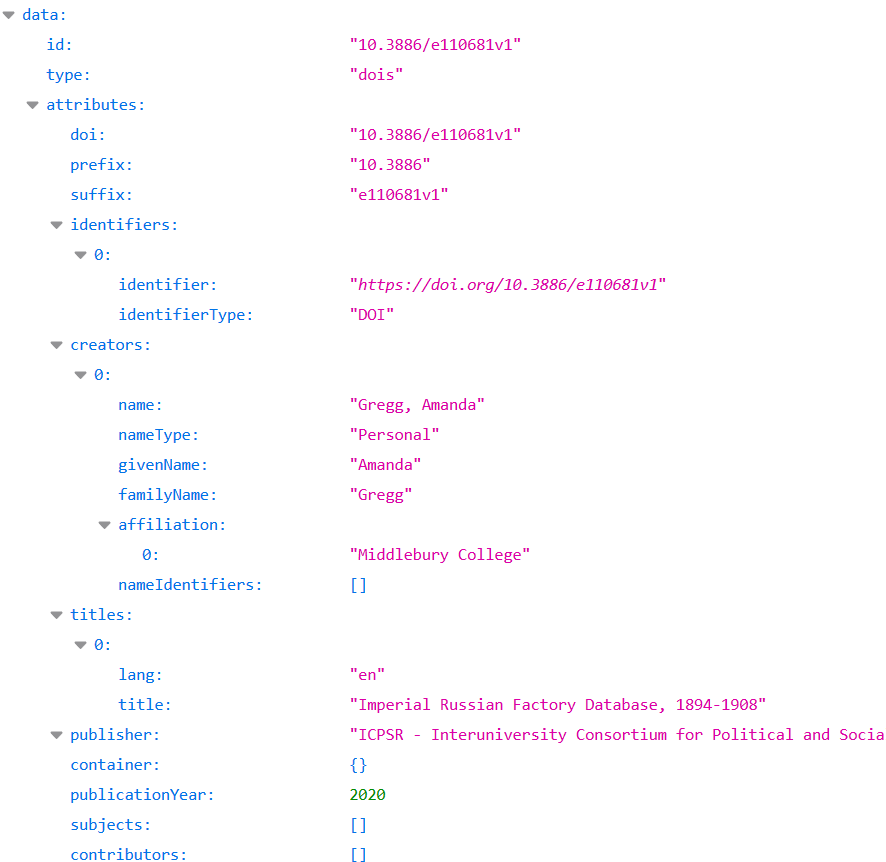 data:
id: "10.3886/e110681v1"
type: "dois"
attributes:
doi: "10.3886/e110681v1"
prefix: "10.3886"
suffix: "e110681v1"
identifiers:
0:
identifier: "https://doi.org/10.3886/e110681v1"
identifierType: "DOI"
creators:
0:
name: "Gregg, Amanda"
nameType: "Personal"
givenName: "Amanda"
familyName: "Gregg"
affiliation:
0: "Middlebury College"
nameIdentifiers: []
titles:
0:
lang: "en"
title: "Imperial Russian Factory Database, 1894-1908"
publisher: "ICPSR - Interuniversity Consortium for Political and Socia
container: {}
publicationYear: 2020
subjects: []
contributors: []